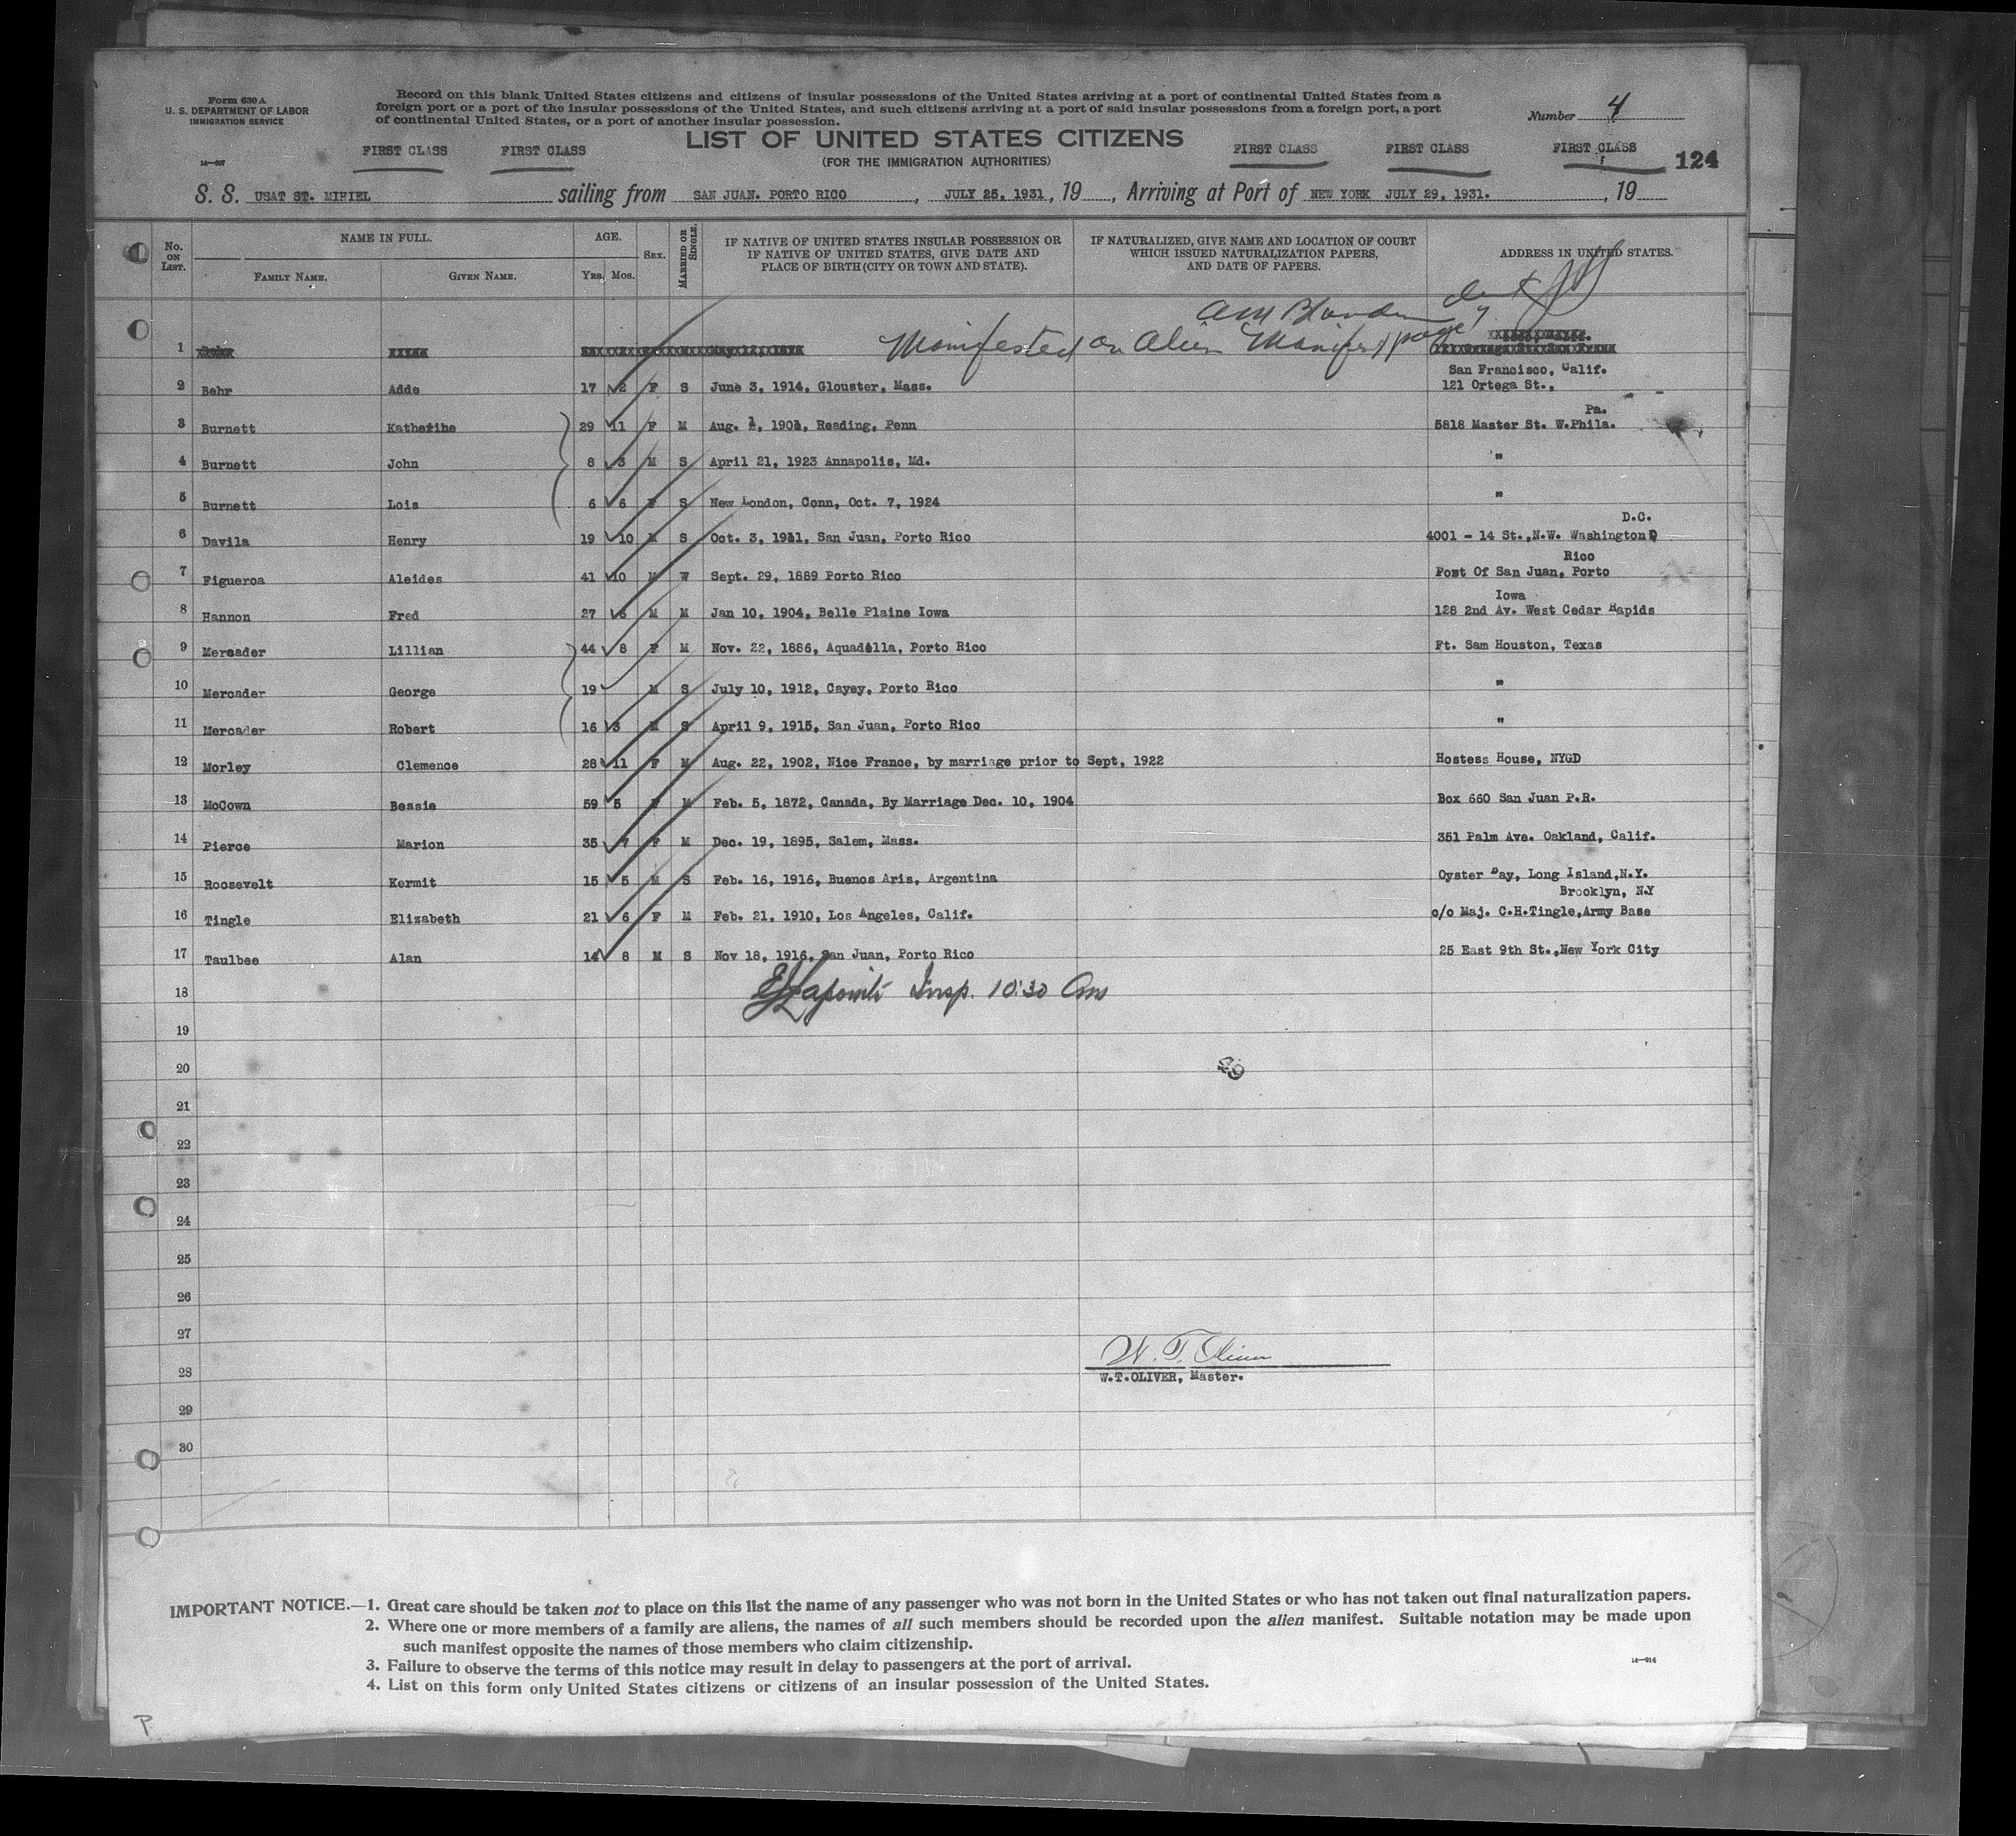 Form 630 A
U. S. DEPARTMENT OF LABOR
IMMIGRATION SERVICE
Record on this blank United States citizens and citizens of insular possessions of the United States arriving at a port of continental United States from a
foreign port or a port of the insular possessions of the United States, and such citizens arriving at a port of said insular possessions from a foreign port, a port
of continental United States, or a port of another insular possession.
Number 4
LIST OF UNITED STATES CITIZENS
(FOR THE IMMIGRATION AUTHORITIES)
FIRST CLASS FIRST CLASS FIRST CLASS FIRST CLASS FIRST CLASS
124
S. S. USAT ST. MIHIEL sailing from SAN JUAN. PORTO RICO, JULY 25, 1931, 19, Arriving at Port of NEW YORK JULY 29, 1931., 19
No. ON LIST. NAME IN FULL. AGE. SEX. MARRIED OR SINGLE. IF NATIVE OF UNITED STATES INSULAR POSSESSION OR IF NATIVE OF UNITED STATES, GIVE DATE AND PLACE OF BIRTH (CITY OR TOWN AND STATE). IF NATURALIZED, GIVE NAME AND LOCATION OF COURT WHICH ISSUED NATURALIZATION PAPERS, AND DATE OF PAPERS. ADDRESS IN UNITED STATES.
FAMILY NAME. GIVEN NAME. Yrs. Mos.
1 Manifested on Alien Manifest page 7
San Francisco, Calif.
2 Behr Adde 17 2 F S June 3, 1914, Glouster, Mass. 121 Ortega St.,
Pa.
3 Burnett Katherine 29 11 F M Aug. 1, 1901, Reading, Penn 5818 Master St. W.Phila.
4 Burnett John 8 3 M S April 21, 1923 Annapolis, Md. "
5 Burnett Lois 6 6 F S New London, Conn, Oct. 7, 1924 "
D.C.
6 Davila Henry 19 10 M S Oct. 3, 1911, San Juan, Porto Rico 4001 - 14 St.,N.W. Washington
Rico
7 Figueroa Aleides 41 10 M W Sept. 29, 1889 Porto Rico Post Of San Juan, Porto
Iowa
8 Hannon Fred 27 6 M M Jan 10, 1904, Belle Plaine Iowa 128 2nd Av. West Cedar Rapids
9 Mercader Lillian 44 8 F M Nov. 22, 1886, Aquadilla, Porto Rico Ft. Sam Houston, Texas
10 Mercader George 19 M S July 10, 1912, Cayey, Porto Rico "
11 Mercader Robert 16 3 M S April 9, 1915, San Juan, Porto Rico "
12 Morley Clemence 28 11 F M Aug. 22, 1902, Nice France, by marriage prior to Sept, 1922 Hostess House, NYGD
13 McCown Bessie 59 5 F M Feb. 5, 1872, Canada, By Marriage Dec. 10, 1904 Box 660 San Juan P.R.
14 Pierce Marion 35 7 F M Dec. 19, 1895, Salem, Mass. 351 Palm Ave. Oakland, Calif.
15 Roosevelt Kermit 15 5 M S Feb. 16, 1916, Buenos Aris, Argentina Oyster Bay, Long Island,N.Y.
Brooklyn, N.Y
16 Tingle Elizabeth 21 6 F M Feb. 21, 1910, Los Angeles, Calif. c/o Maj. C.H.Tingle,Army Base
17 Taulbee Alan 14 8 M S Nov 18, 1916, San Juan, Porto Rico 25 East 9th St.,New York City
18 Insp. 10:30 Am
19
20
21
22
23
24
25
26
27
W. T. Oliver
28
W.T.OLIVER, Master.
29
30
IMPORTANT NOTICE.—1. Great care should be taken not to place on this list the name of any passenger who was not born in the United States or who has not taken out final naturalization papers.
2. Where one or more members of a family are aliens, the names of all such members should be recorded upon the alien manifest. Suitable notation may be made upon
such manifest opposite the names of those members who claim citizenship.
3. Failure to observe the terms of this notice may result in delay to passengers at the port of arrival.
4. List on this form only United States citizens or citizens of an insular possession of the United States.
P